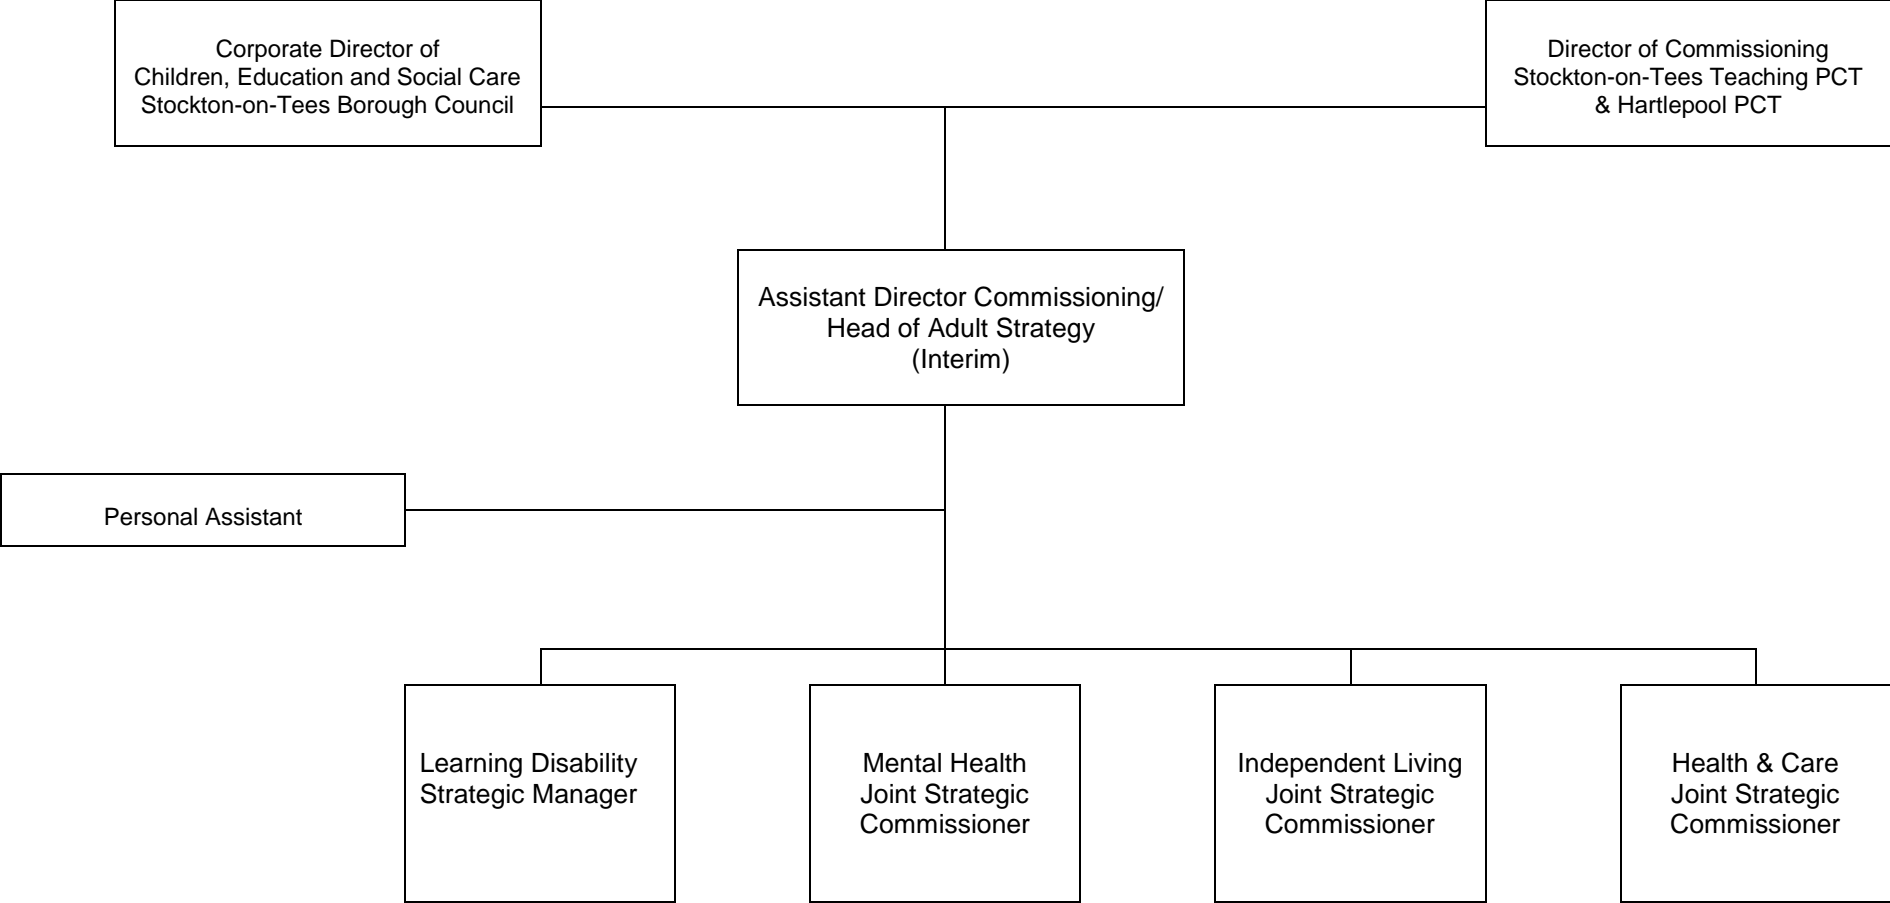 Corporate Director of
Children, Education and Social Care
Stockton-on-Tees Borough Council
Director of Commissioning
Stockton-on-Tees Teaching PCT
& Hartlepool PCT
Assistant Director Commissioning/
Head of Adult Strategy
(Interim)
Personal Assistant
Learning Disability
Strategic Manager
Mental Health
Joint Strategic
Commissioner
Independent Living
Joint Strategic
Commissioner
Health & Care
Joint Strategic
Commissioner